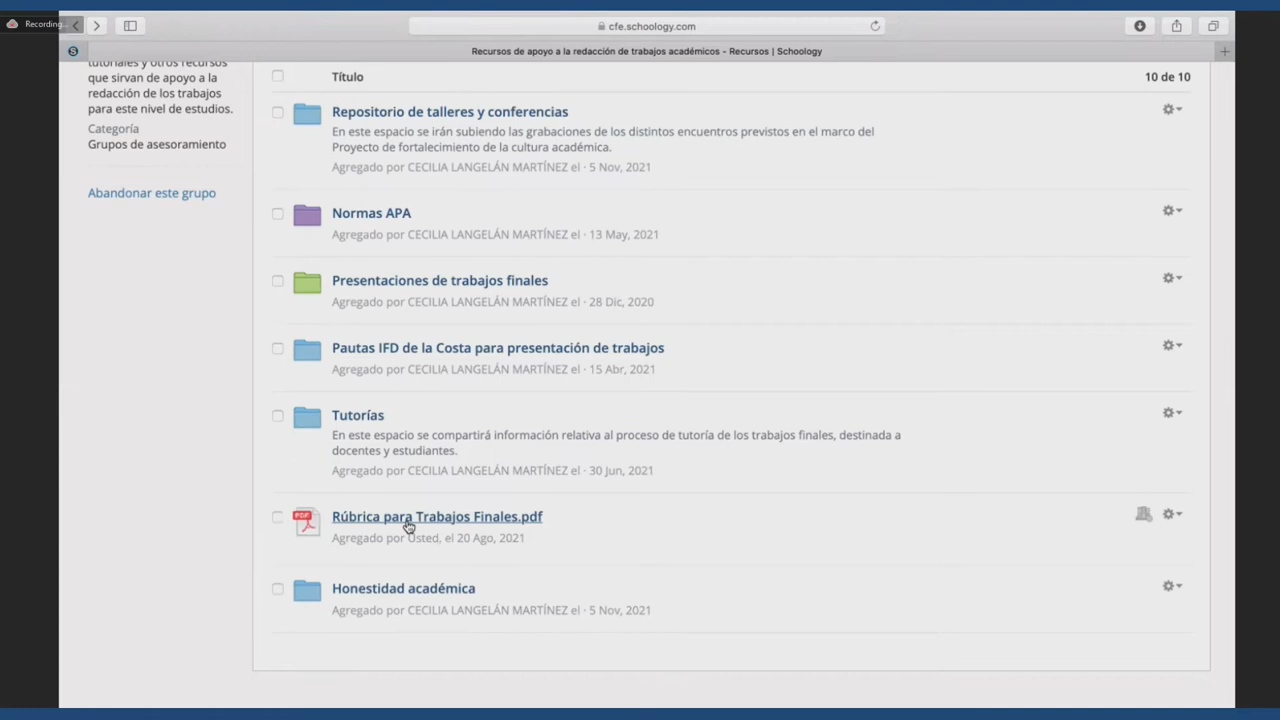 Recording...
cfe.schoology.com
S
Recursos de apoyo a la redacción de trabajos académicos - Recursos | Schoology
tutoriales y otros recursos
que sirvan de apoyo a la
redacción de los trabajos
para este nivel de estudios.
Categoría
Grupos de asesoramiento
Abandonar este grupo
Título
10 de 10
Repositorio de talleres y conferencias
En este espacio se irán subiendo las grabaciones de los distintos encuentros previstos en el marco del
Proyecto de fortalecimiento de la cultura académica.
Agregado por CECILIA LANGELÁN MARTÍNEZ el · 5 Nov, 2021
Normas APA
Agregado por CECILIA LANGELÁN MARTÍNEZ el · 13 May, 2021
Presentaciones de trabajos finales
Agregado por CECILIA LANGELÁN MARTÍNEZ el · 28 Dic, 2020
Pautas IFD de la Costa para presentación de trabajos
Agregado por CECILIA LANGELÁN MARTÍNEZ el · 15 Abr, 2021
Tutorías
En este espacio se compartirá información relativa al proceso de tutoría de los trabajos finales, destinada a
docentes y estudiantes.
Agregado por CECILIA LANGELÁN MARTÍNEZ el · 30 Jun, 2021
PDF
Rúbrica para Trabajos Finales.pdf
Agregado por Usted, el 20 Ago, 2021
Honestidad académica
Agregado por CECILIA LANGELÁN MARTÍNEZ el · 5 Nov, 2021